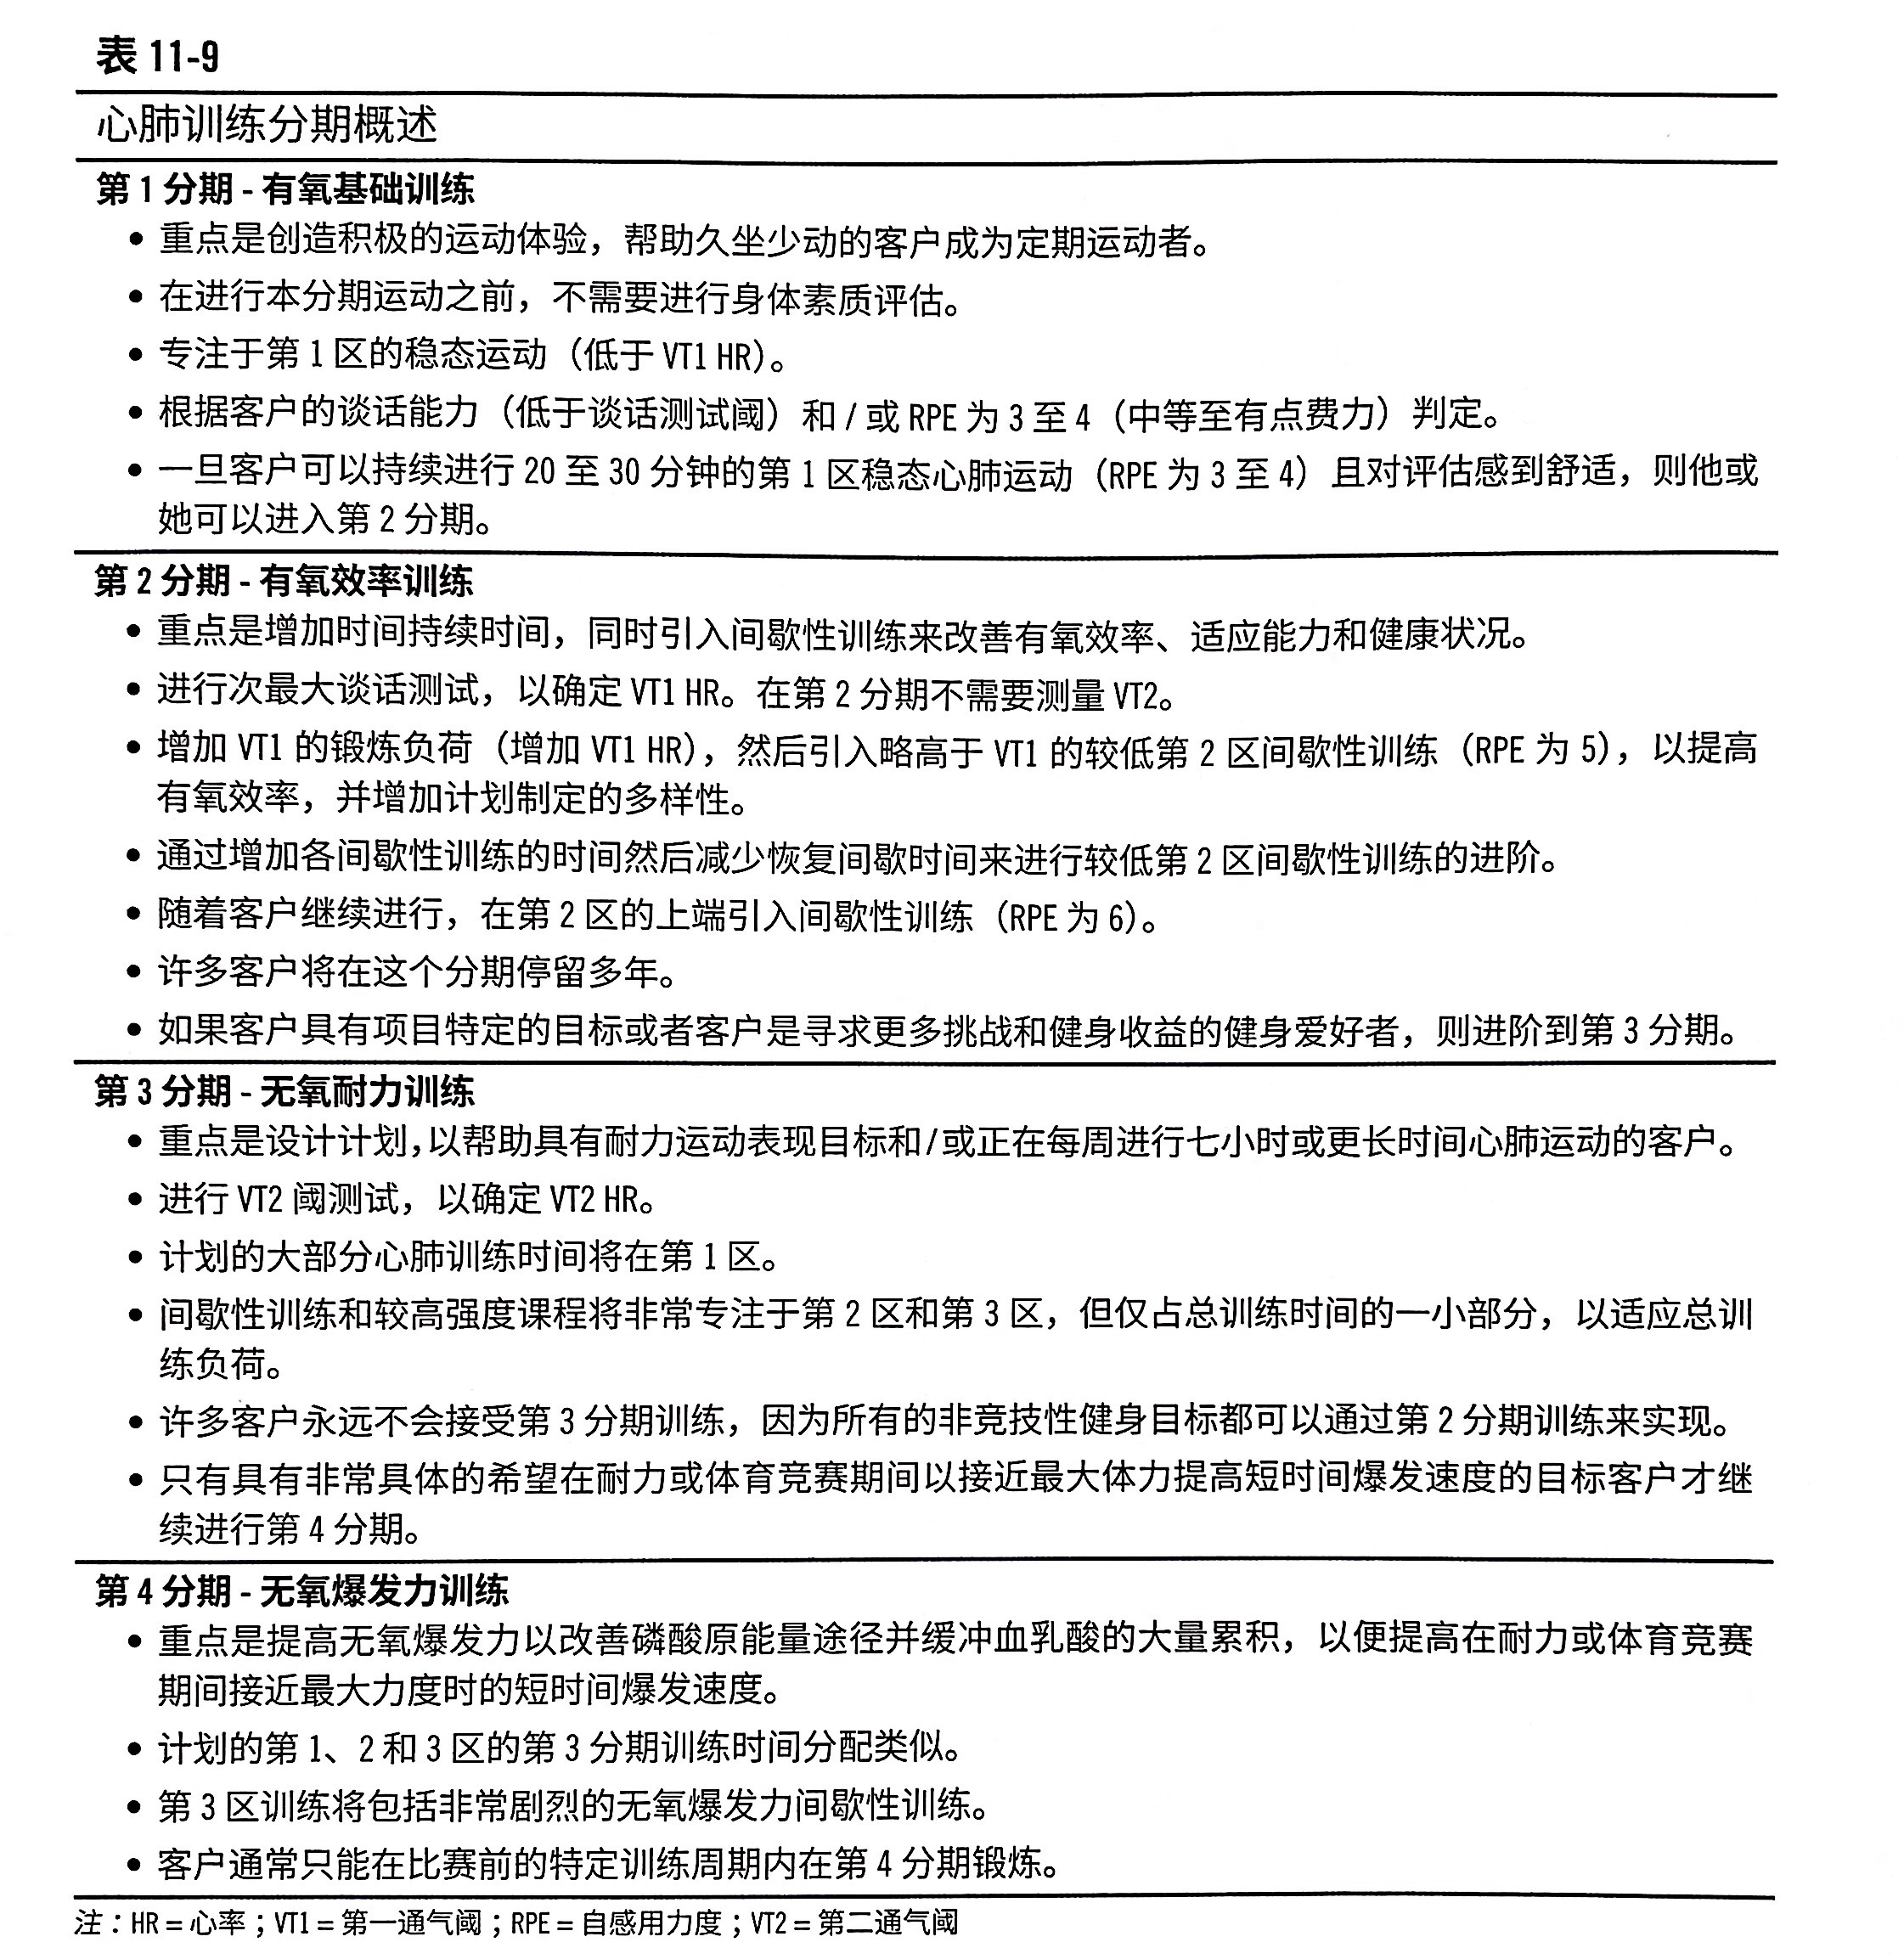 表 11-9
心肺训练分期概述
第 1 分期 - 有氧基础训练
• 重点是创造积极的运动体验，帮助久坐少动的客户成为定期运动者。
• 在进行本分期运动之前，不需要进行身体素质评估。
• 专注于第 1 区的稳态运动（低于 VT1 HR）。
• 根据客户的谈话能力（低于谈话测试阈）和 / 或 RPE 为 3 至 4（中等至有点费力）判定。
• 一旦客户可以持续进行 20 至 30 分钟的第 1 区稳态心肺运动（RPE 为 3 至 4）且对评估感到舒适，则他或
她可以进入第 2 分期。
第 2 分期 - 有氧效率训练
• 重点是增加时间持续时间，同时引入间歇性训练来改善有氧效率、适应能力和健康状况。
• 进行次最大谈话测试，以确定 VT1 HR。在第 2 分期不需要测量 VT2。
• 增加 VT1 的锻炼负荷（增加 VT1 HR），然后引入略高于 VT1 的较低第 2 区间歇性训练（RPE 为 5），以提高
有氧效率，并增加计划制定的多样性。
• 通过增加各间歇性训练的时间然后减少恢复间歇时间来进行较低第 2 区间歇性训练的进阶。
• 随着客户继续进行，在第 2 区的上端引入间歇性训练（RPE 为 6）。
• 许多客户将在这个分期停留多年。
• 如果客户具有项目特定的目标或者客户是寻求更多挑战和健身收益的健身爱好者，则进阶到第 3 分期。
第 3 分期 - 无氧耐力训练
• 重点是设计计划，以帮助具有耐力运动表现目标和/或正在每周进行七小时或更长时间心肺运动的客户。
• 进行 VT2 阈测试，以确定 VT2 HR。
• 计划的大部分心肺训练时间将在第 1 区。
• 间歇性训练和较高强度课程将非常专注于第 2 区和第 3 区，但仅占总训练时间的一小部分，以适应总训
练负荷。
• 许多客户永远不会接受第 3 分期训练，因为所有的非竞技性健身目标都可以通过第 2 分期训练来实现。
• 只有具有非常具体的希望在耐力或体育竞赛期间以接近最大体力提高短时间爆发速度的目标客户才继
续进行第 4 分期。
第 4 分期 - 无氧爆发力训练
• 重点是提高无氧爆发力以改善磷酸原能量途径并缓冲血乳酸的大量累积，以便提高在耐力或体育竞赛
期间接近最大力度时的短时间爆发速度。
• 计划的第 1、2 和 3 区的第 3 分期训练时间分配类似。
• 第 3 区训练将包括非常剧烈的无氧爆发力间歇性训练。
• 客户通常只能在比赛前的特定训练周期内在第 4 分期锻炼。
注：HR = 心率；VT1 = 第一通气阈；RPE = 自感用力度；VT2 = 第二通气阈